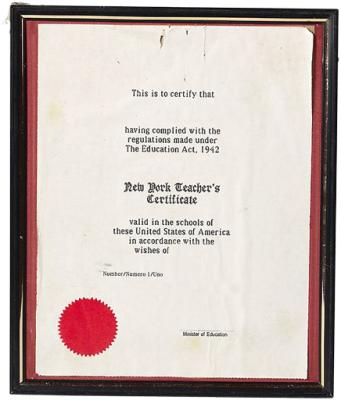 This is to certify that
having complied with the
regulations made under
The Education Act, 1942
New York Teacher's
Certificate
valid in the schools of
these United States of America
in accordance with the
wishes of
Number/Numero 1/Uno
Minister of Education